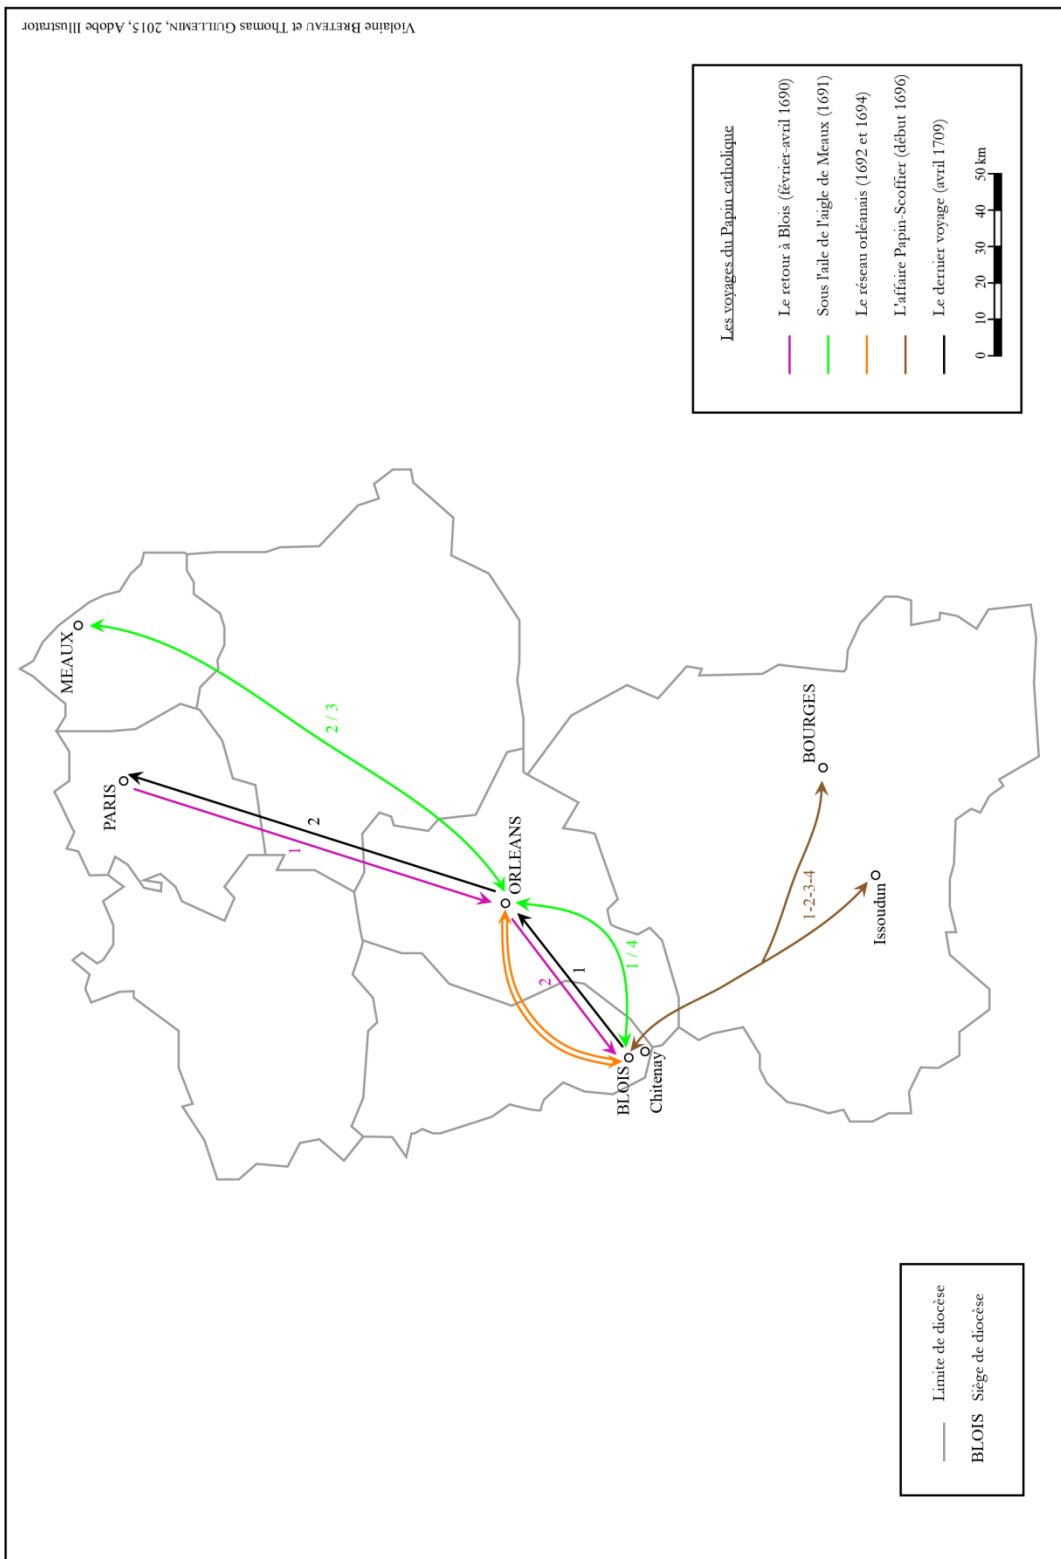 Violaine BRETEAU et Thomas GUILLEMIN, 2015, Adobe Illustrator
Les voyages du Papin catholique
Le retour à Blois (février-avril 1690)
Sous l'aile de l'aigle de Meaux (1691)
Le réseau orléanais (1692 et 1694)
L'affaire Papin-Scoffier (début 1696)
Le dernier voyage (avril 1709)
0 10 20 30 40 50 km
MEAUX
PARIS
2 / 3
2
1
ORLEANS
2
1
1 / 4
BLOIS
Chitenay
BOURGES
1-2-3-4
Issoudun
Limite de diocèse
BLOIS Siège de diocèse